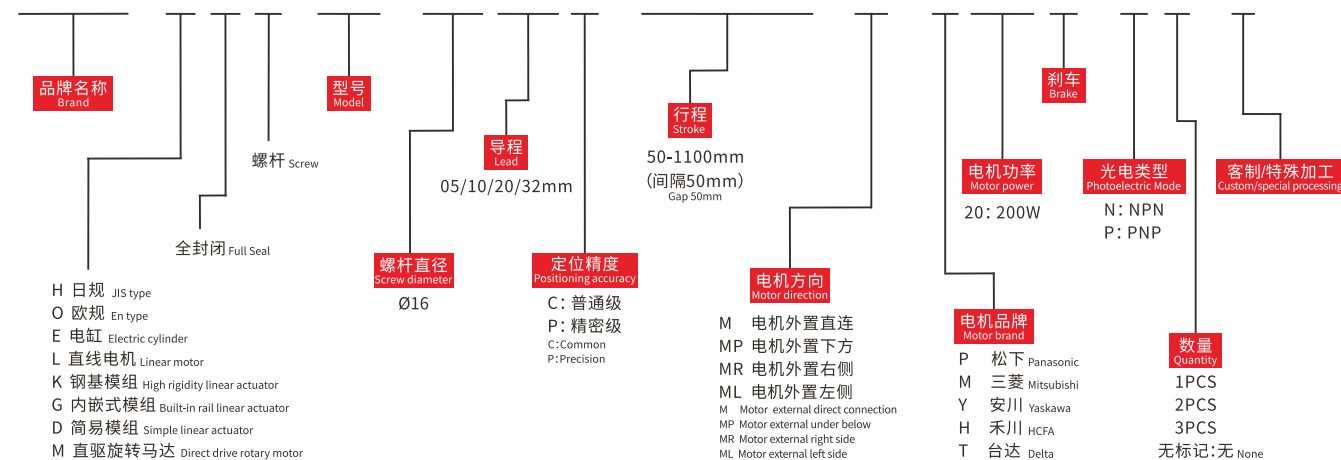 品牌名称
Brand
H 日规 JIS type
O 欧规 En type
E 电缸 Electric cylinder
L 直线电机 Linear motor
K 钢基模组 High rigidity linear actuator
G 内嵌式模组 Built-in rail linear actuator
D 简易模组 Simple linear actuator
M 直驱旋转马达 Direct drive rotary motor
全封闭 Full Seal
螺杆 Screw
型号
Model
螺杆直径
Screw diameter
Ø16
导程
Lead
05/10/20/32mm
定位精度
Positioning accuracy
C：普通级
P：精密级
C:Common
P:Precision
行程
Stroke
50-1100mm
（间隔50mm）
Gap 50mm
电机方向
Motor direction
M 电机外置直连
MP 电机外置下方
MR 电机外置右侧
ML 电机外置左侧
M Motor external direct connection
MP Motor external under below
MR Motor external right side
ML Motor external left side
电机品牌
Motor brand
P 松下 Panasonic
M 三菱 Mitsubishi
Y 安川 Yaskawa
H 禾川 HCFA
T 台达 Delta
电机功率
Motor power
20：200W
刹车
Brake
光电类型
Photoelectric Mode
N：NPN
P：PNP
数量
Quantity
1PCS
2PCS
3PCS
无标记：无 None
客制/特殊加工
Custom/special processing